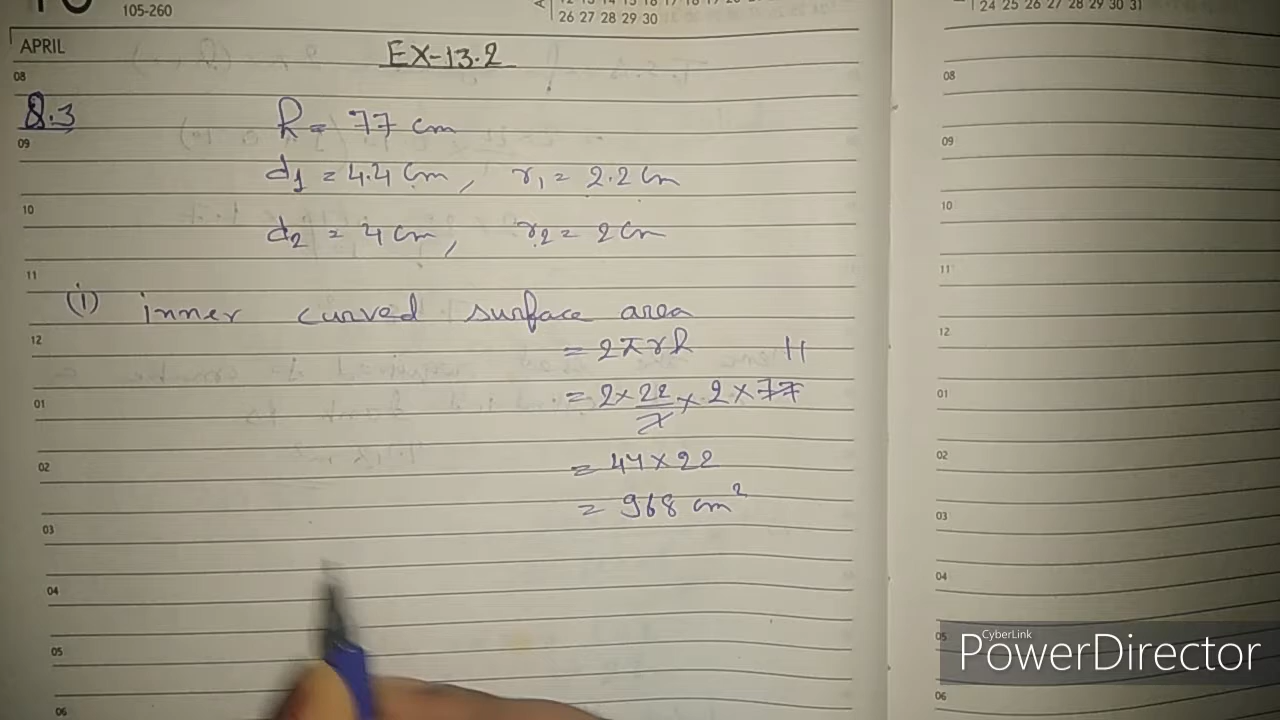 105-260
26 27 28 29 30
24 25 26 27 28 29 30 31
APRIL
EX-13.2
08
Q.3
h = 77 cm
09
d1 = 4.4 cm, r1 = 2.2 cm
10
d2 = 4 cm, r2 = 2 cm
11
(i) inner curved surface area
12
= 2πrh 11
01
= 2 × 22/7 × 2 × 77
02
= 44 × 22
= 968 cm²
03
04
05
06
08
09
10
11
12
01
02
03
04
05
06
CyberLink
PowerDirector